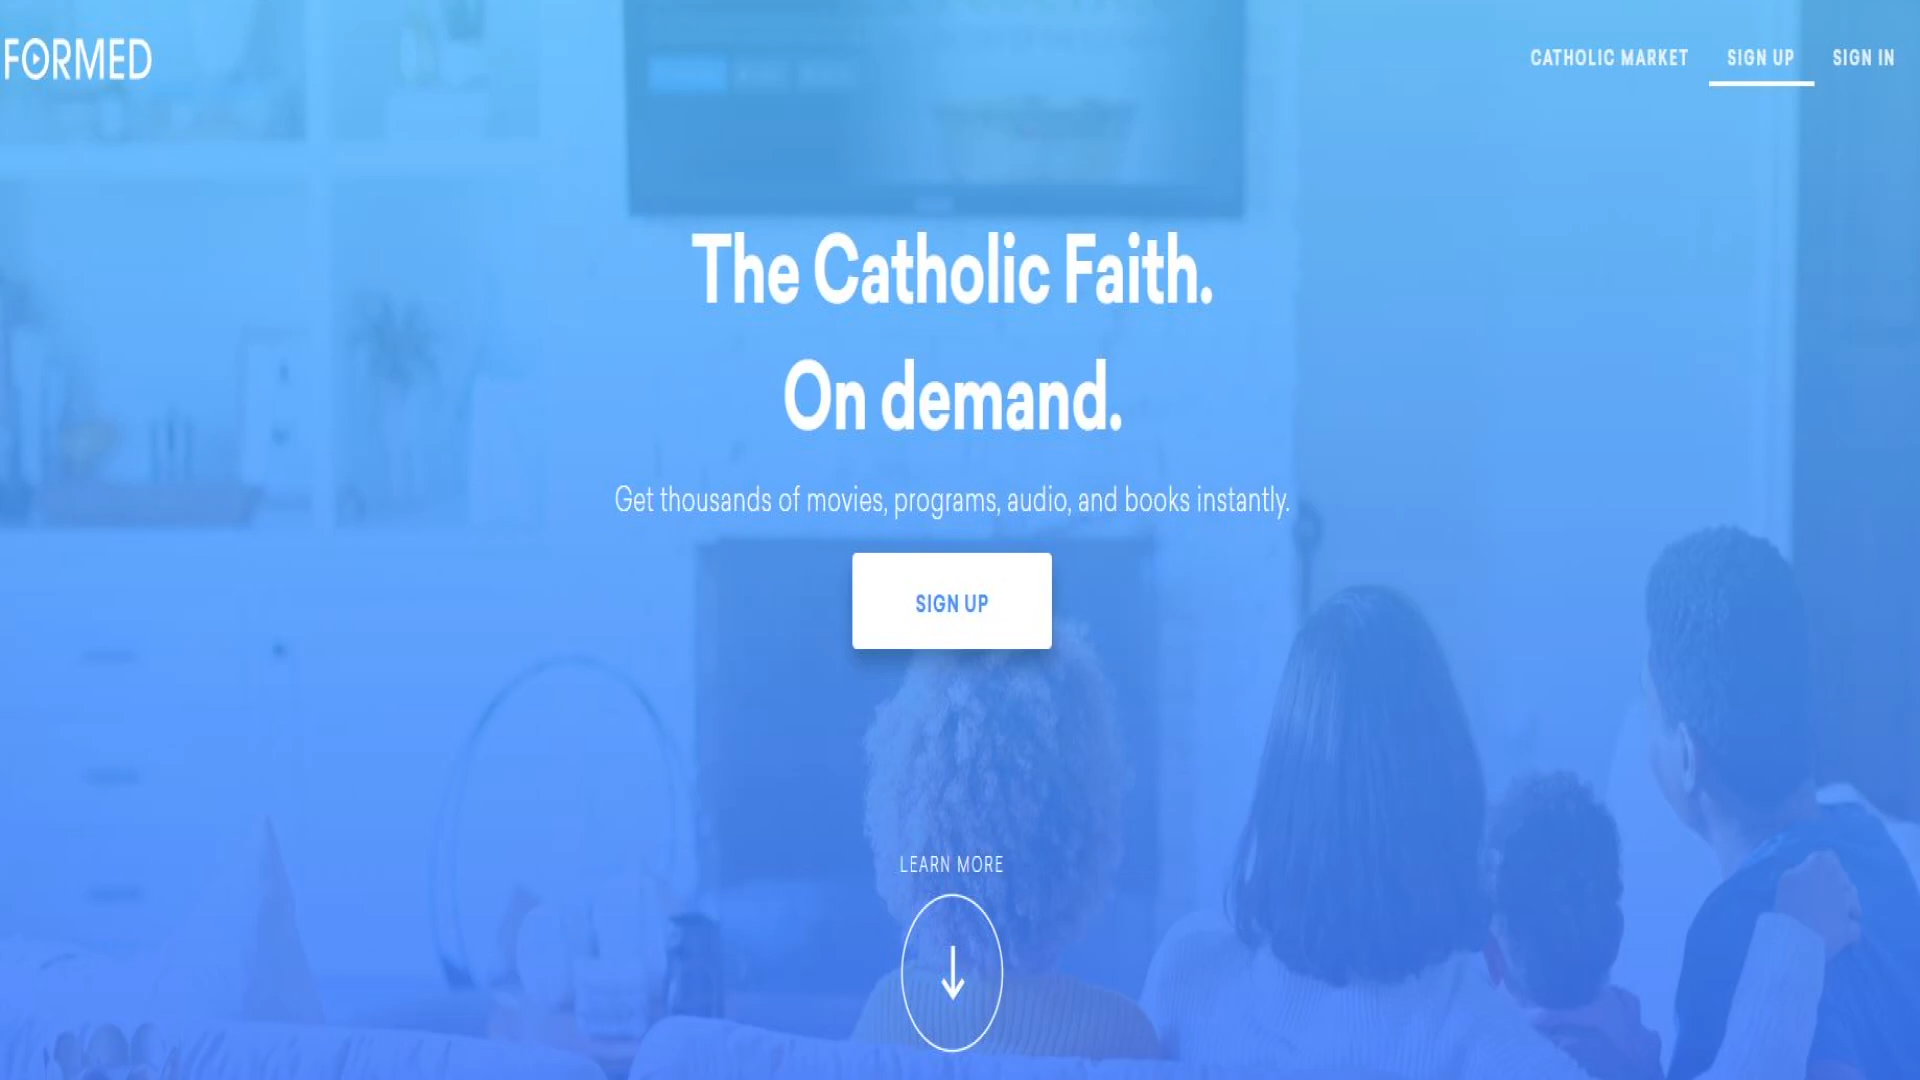 FORMED
CATHOLIC MARKET
SIGN UP
SIGN IN
The Catholic Faith.
On demand.
Get thousands of movies, programs, audio, and books instantly.
SIGN UP
LEARN MORE